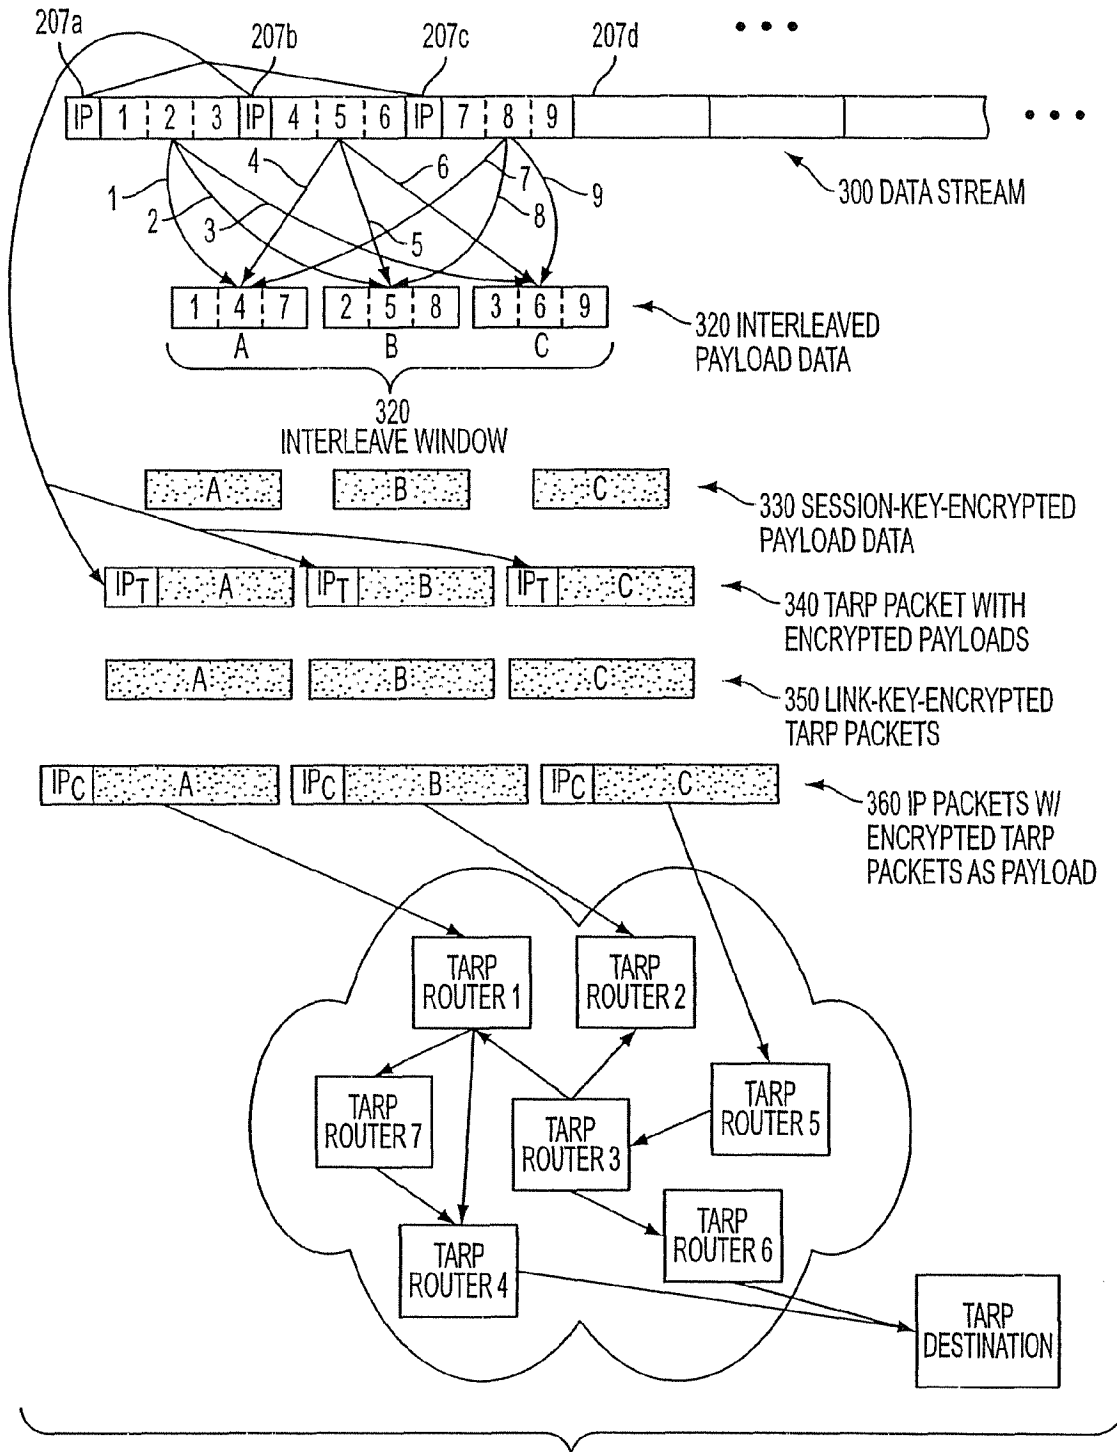 207a
207b
207c
207d
IP 1 2 3 IP 4 5 6 IP 7 8 9
1
2
3
4
5
6
7
8
9
300 DATA STREAM
1 4 7
2 5 8
3 6 9
A
B
C
320 INTERLEAVED
PAYLOAD DATA
320
INTERLEAVE WINDOW
A
B
C
330 SESSION-KEY-ENCRYPTED
PAYLOAD DATA
IPT A
IPT B
IPT C
340 TARP PACKET WITH
ENCRYPTED PAYLOADS
A
B
C
350 LINK-KEY-ENCRYPTED
TARP PACKETS
IPC A
IPC B
IPC C
360 IP PACKETS W/
ENCRYPTED TARP
PACKETS AS PAYLOAD
TARP
ROUTER 1
TARP
ROUTER 2
TARP
ROUTER 5
TARP
ROUTER 7
TARP
ROUTER 3
TARP
ROUTER 6
TARP
ROUTER 4
TARP
DESTINATION